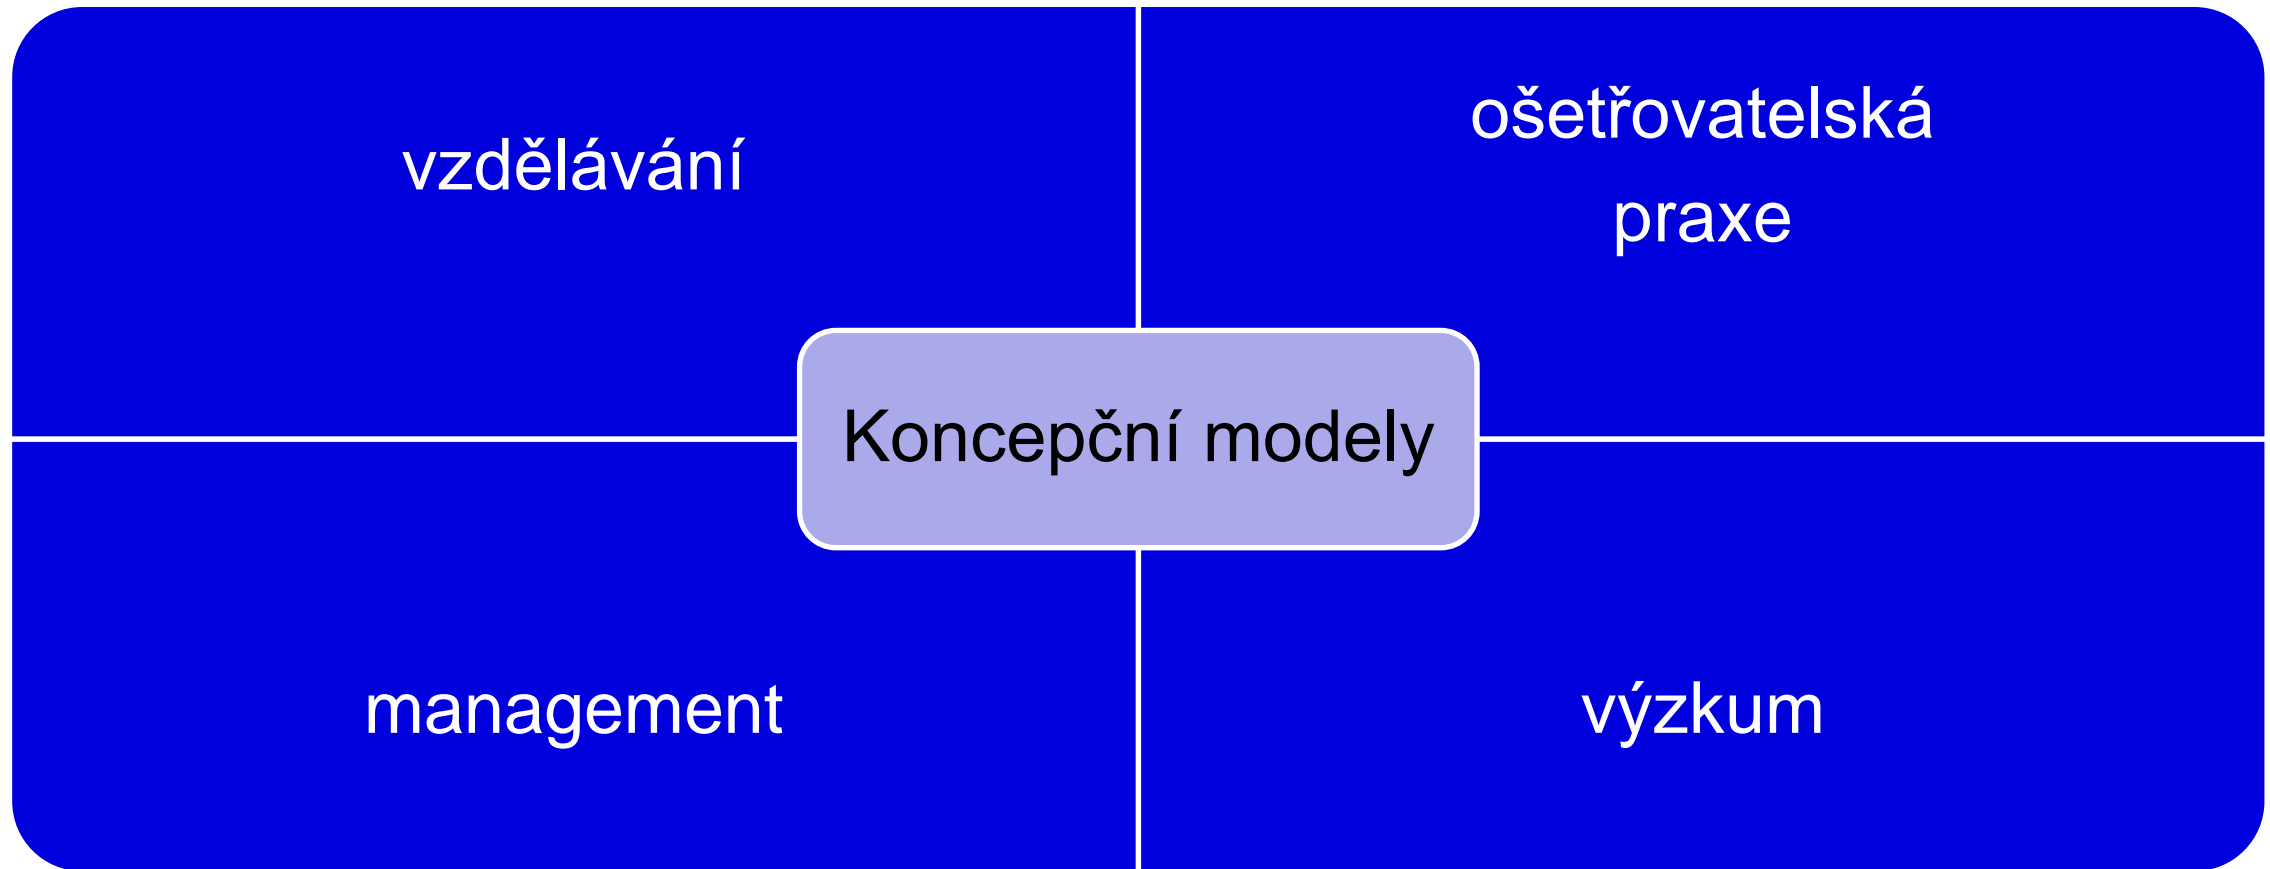 vzdělávání
ošetřovatelská
praxe
Koncepční modely
management
výzkum